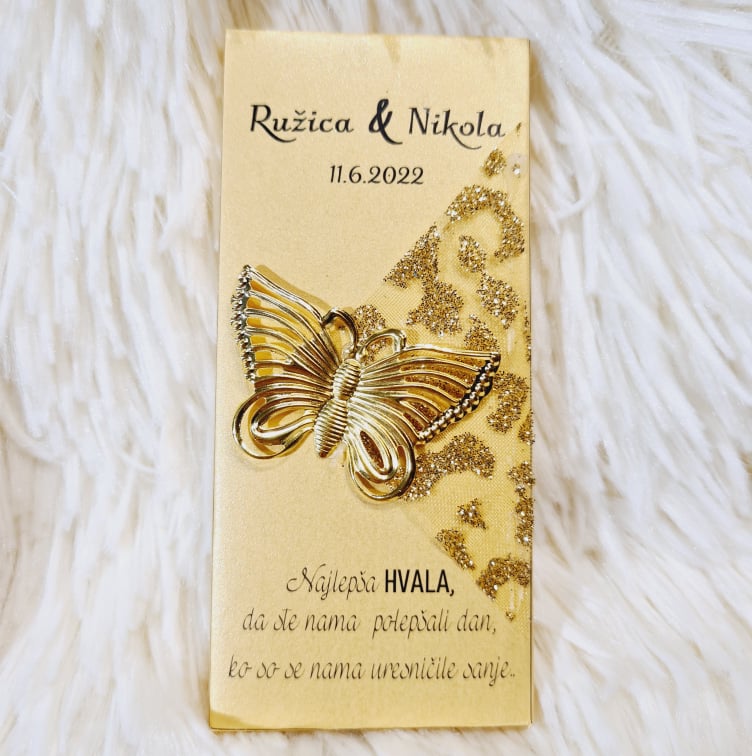 Ružica & Nikola
11.6.2022
Najlepša HVALA,
da ste nama polepšali dan,
ko so se nama uresničile sanje..